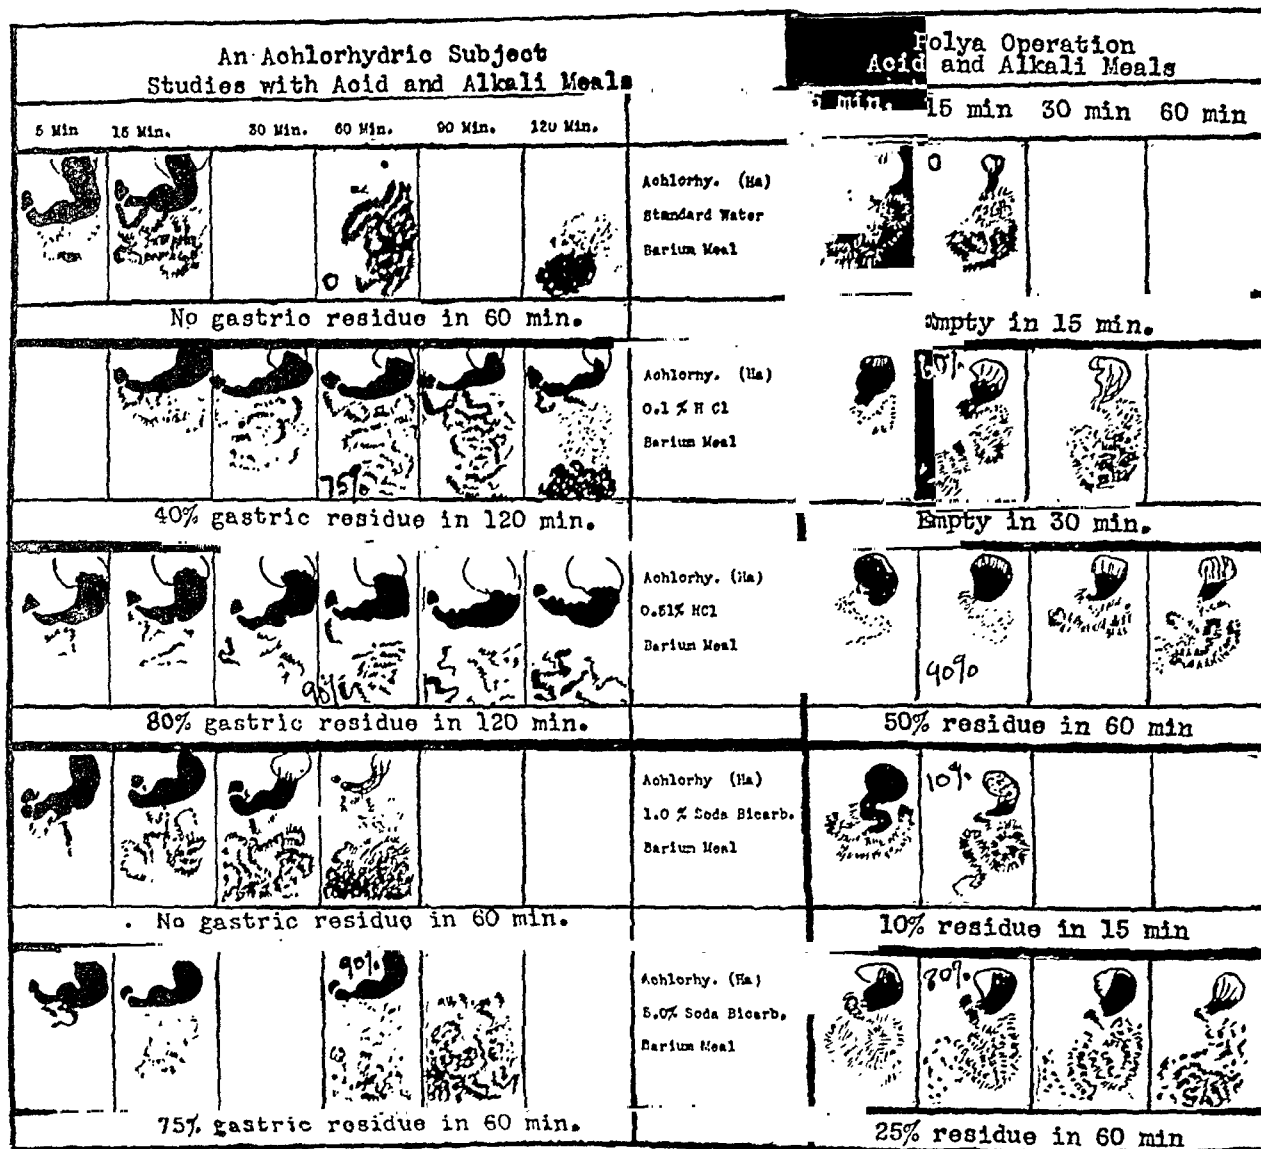 An Achlorhydric Subject
Studies with Acid and Alkali Meals
Polya Operation
Acid and Alkali Meals
5 Min 15 Min. 30 Min. 60 Min. 90 Min. 120 Min.
5 min. 15 min 30 min 60 min
Achlorhy. (Ha)
Standard Water
Barium Meal
0
0
No gastric residue in 60 min.
Empty in 15 min.
Achlorhy. (Ha)
0.1 % H Cl
Barium Meal
75%
40% gastric residue in 120 min.
Empty in 30 min.
Achlorhy. (Ha)
0.51% HCl
Barium Meal
90%
90%
80% gastric residue in 120 min.
50% residue in 60 min
Achlorhy (Ha)
1.0 % Soda Bicarb.
Barium Meal
10%
No gastric residue in 60 min.
10% residue in 15 min
90%
Achlorhy. (Ha)
5.0% Soda Bicarb.
Barium Meal
75% gastric residue in 60 min.
25% residue in 60 min